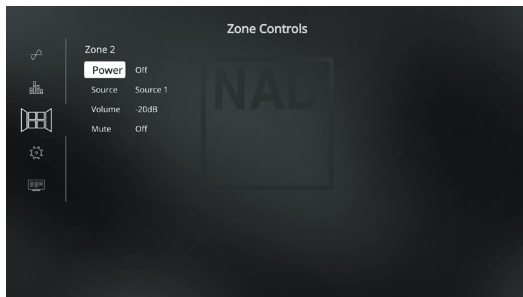 Zone Controls
Zone 2
Power Off
Source Source 1
Volume -20dB
Mute Off
NAD